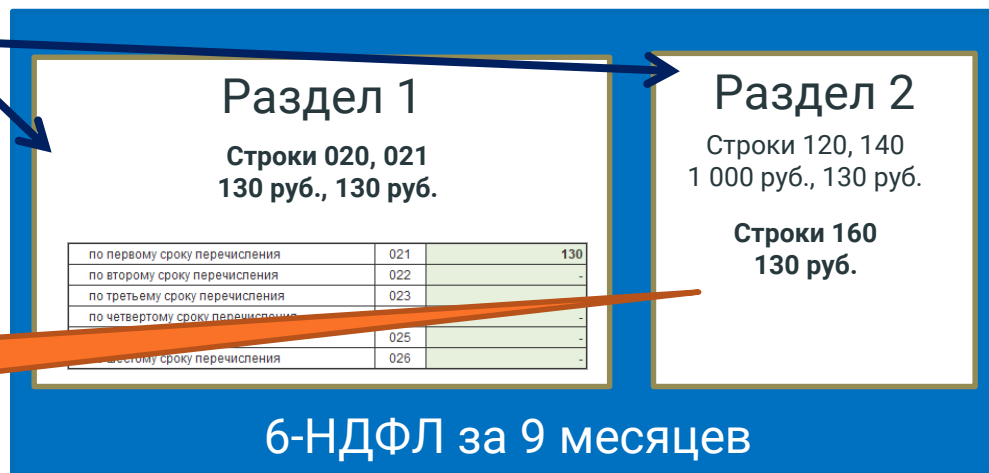 Раздел 1
Строки 020, 021
130 руб., 130 руб.
по первому сроку перечисления 021 130
по второму сроку перечисления 022 -
по третьему сроку перечисления 023
по четвертому сроку перечисления -
025 -
шестому сроку перечисления 026 -
Раздел 2
Строки 120, 140
1 000 руб., 130 руб.
Строки 160
130 руб.
6-НДФЛ за 9 месяцев